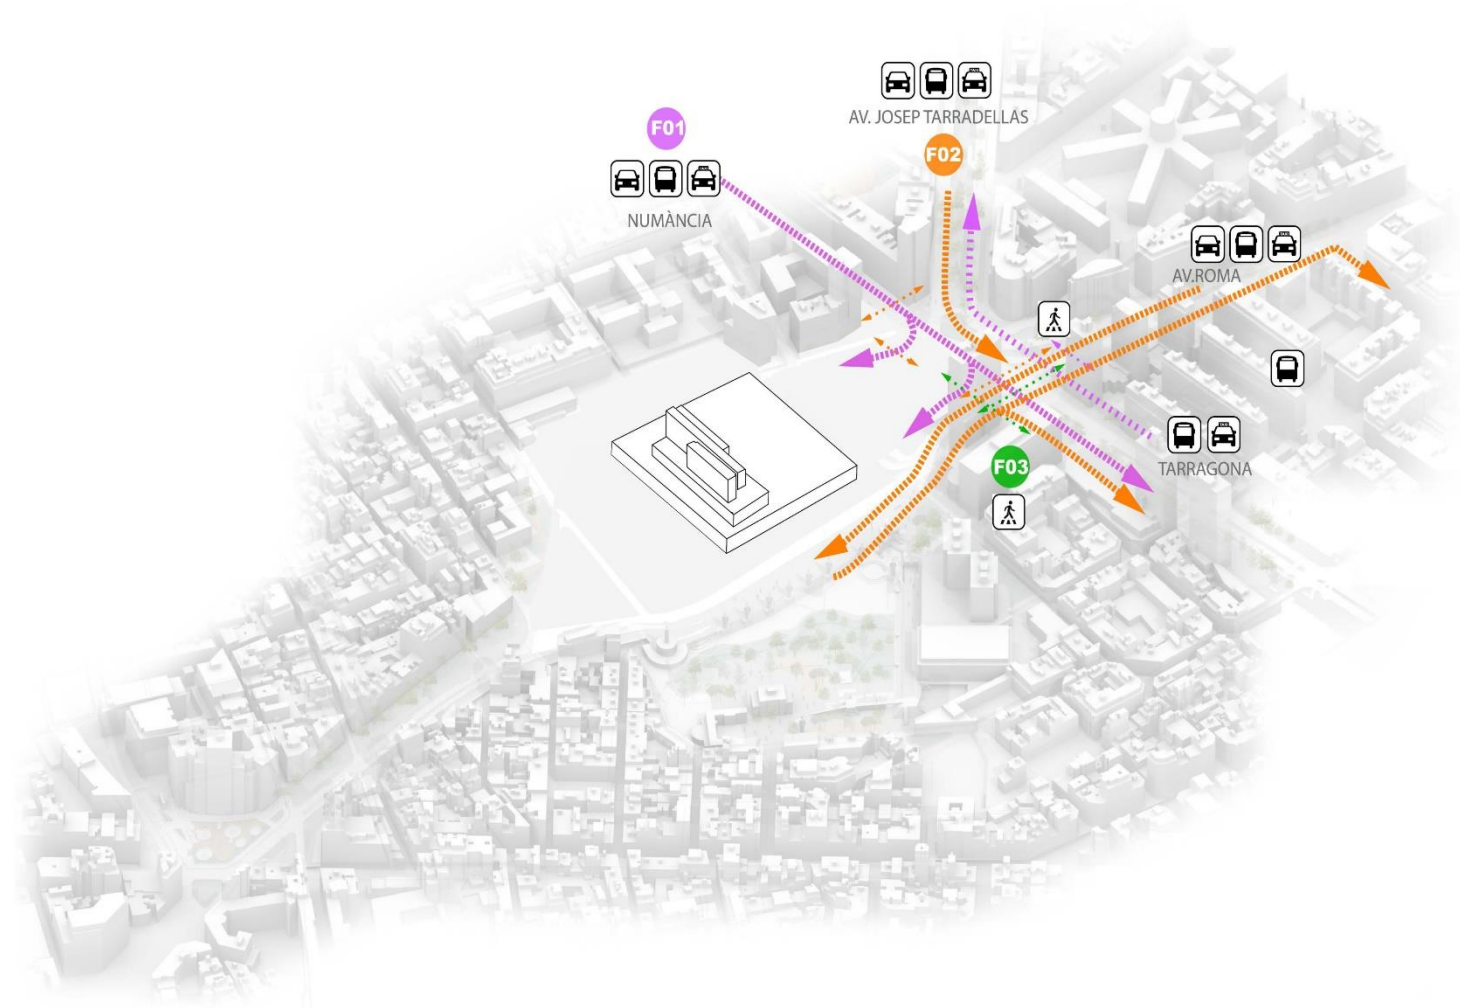 AV. JOSEP TARRADELLAS
F01
F02
NUMÀNCIA
AV.ROMA
F03
TARRAGONA